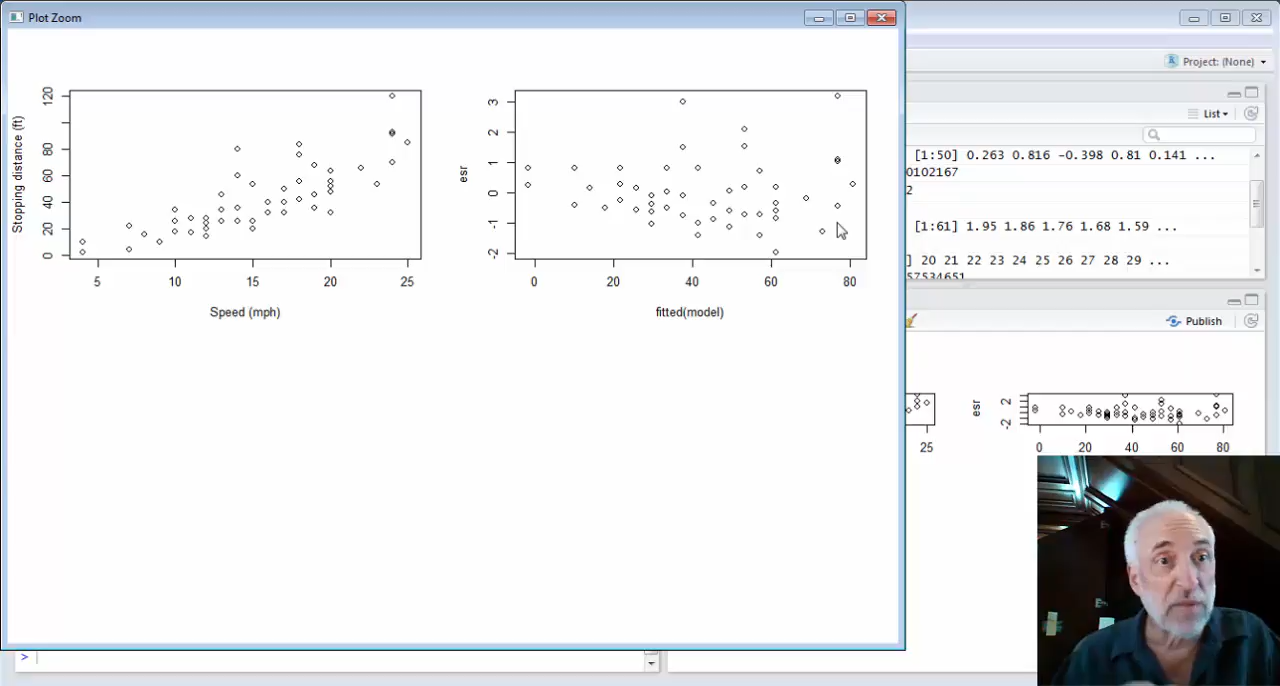 Plot Zoom
Project: (None)
List
[1:50] 0.263 0.816 -0.398 0.81 0.141 ...
0102167
2
[1:61] 1.95 1.86 1.76 1.68 1.59 ...
] 20 21 22 23 24 25 26 27 28 29 ...
57534651
Publish
Stopping distance (ft)
0 20 40 60 80 120
5 10 15 20 25
Speed (mph)
esr
-2 -1 0 1 2 3
0 20 40 60 80
fitted(model)
25
esr
-2 2
0 20 40 60 80
>